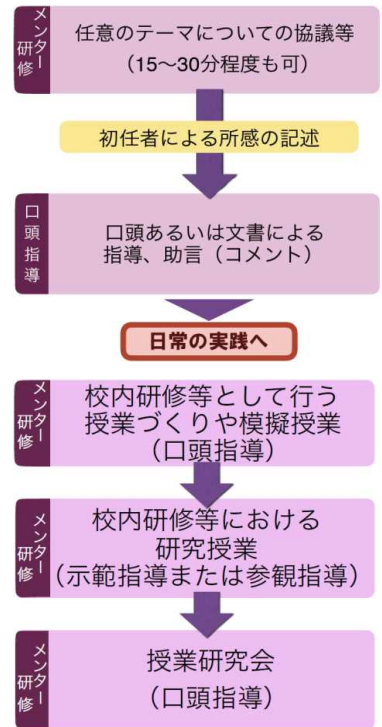 メンター
研修
任意のテーマについての協議等
（15～30分程度も可）
初任者による所感の記述
口頭指導
口頭あるいは文書による
指導、助言（コメント）
日常の実践へ
メンター
研修
校内研修等として行う
授業づくりや模擬授業
（口頭指導）
メンター
研修
校内研修等における
研究授業
（示範指導または参観指導）
メンター
研修
授業研究会
（口頭指導）